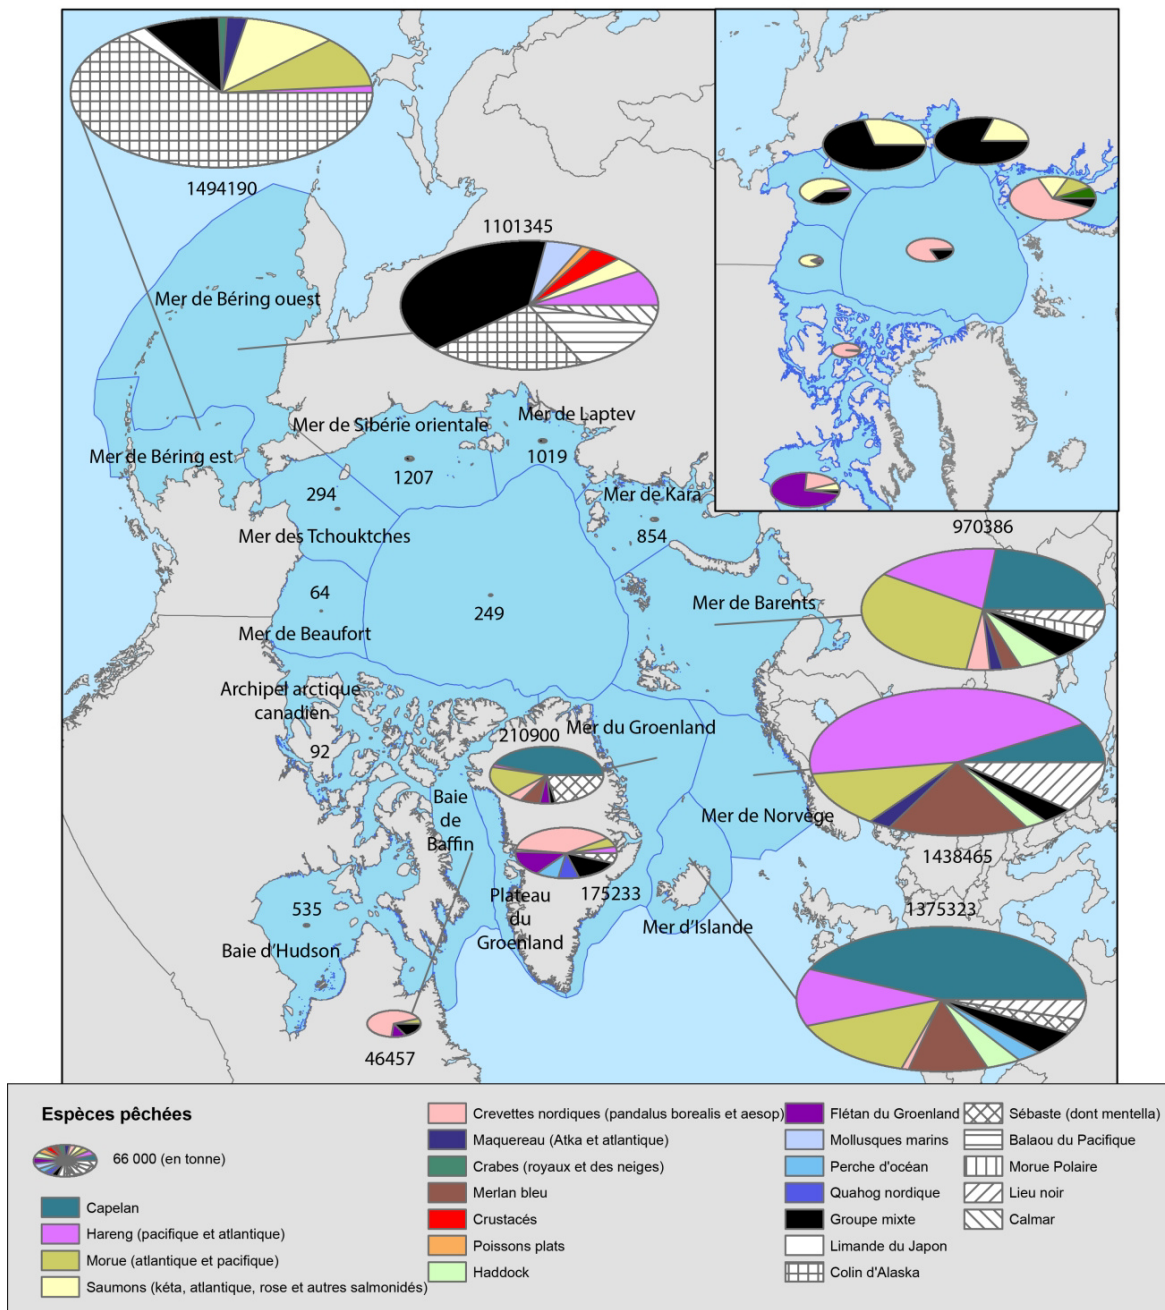 1494190
1101345
Mer de Béring ouest
Mer de Sibérie orientale
Mer de Laptev
Mer de Béring est
1207
1019
294
Mer de Kara
Mer des Tchouktches
854
970386
64
249
Mer de Barents
Mer de Beaufort
Archipel arctique
canadien
92
210900
Mer du Groenland
Baie
de
Baffin
Mer de Norvège
1438465
535
Plateau
du
Groenland
175233
1375323
Baie d'Hudson
Mer d'Islande
46457
Espèces pêchées
66 000 (en tonne)
Capelan
Hareng (pacifique et atlantique)
Morue (atlantique et pacifique)
Saumons (kéta, atlantique, rose et autres salmonidés)
Crevettes nordiques (pandalus borealis et aesop)
Maquereau (Atka et atlantique)
Crabes (royaux et des neiges)
Merlan bleu
Crustacés
Poissons plats
Haddock
Flétan du Groenland
Mollusques marins
Perche d'océan
Quahog nordique
Groupe mixte
Limande du Japon
Colin d'Alaska
Sébaste (dont mentella)
Balaou du Pacifique
Morue Polaire
Lieu noir
Calmar